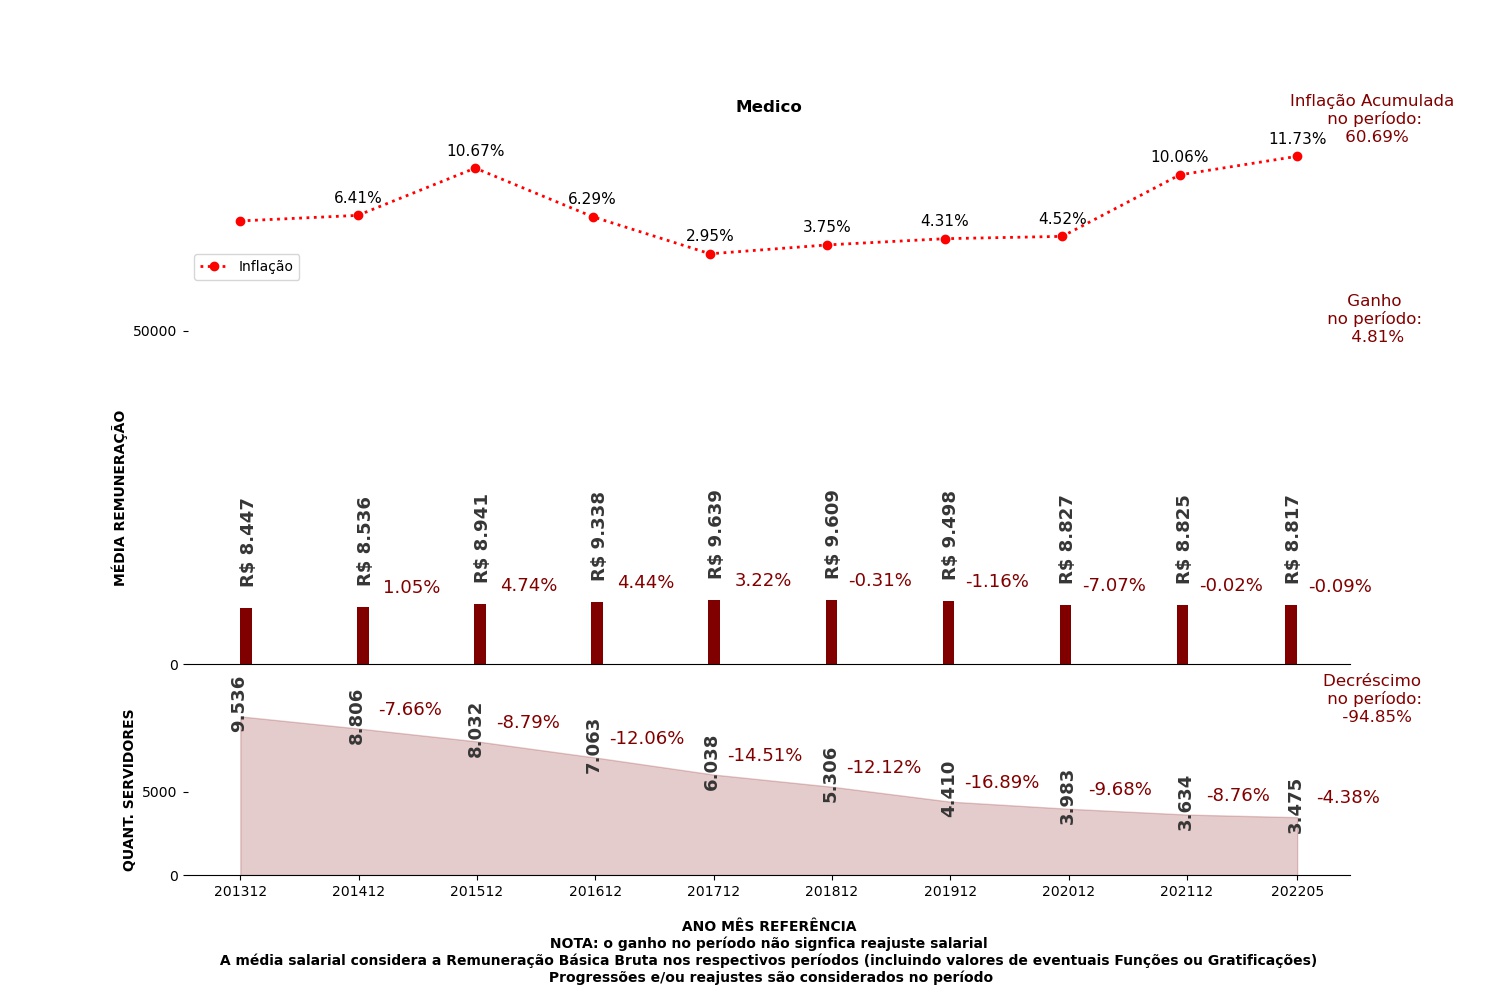 Medico
Inflação Acumulada
no período:
60.69%
6.41%
10.67%
6.29%
2.95%
3.75%
4.31%
4.52%
10.06%
11.73%
Inflação
Ganho
no período:
4.81%
50000
0
MÉDIA REMUNERAÇÃO
R$ 8.447
R$ 8.536
R$ 8.941
R$ 9.338
R$ 9.639
R$ 9.609
R$ 9.498
R$ 8.827
R$ 8.825
R$ 8.817
1.05%
4.74%
4.44%
3.22%
-0.31%
-1.16%
-7.07%
-0.02%
-0.09%
Decréscimo
no período:
-94.85%
QUANT. SERVIDORES
5000
0
9.536
8.806
8.032
7.063
6.038
5.306
4.410
3.983
3.634
3.475
-7.66%
-8.79%
-12.06%
-14.51%
-12.12%
-16.89%
-9.68%
-8.76%
-4.38%
201312 201412 201512 201612 201712 201812 201912 202012 202112 202205
ANO MÊS REFERÊNCIA
NOTA: o ganho no período não signfica reajuste salarial
A média salarial considera a Remuneração Básica Bruta nos respectivos períodos (incluindo valores de eventuais Funções ou Gratificações)
Progressões e/ou reajustes são considerados no período